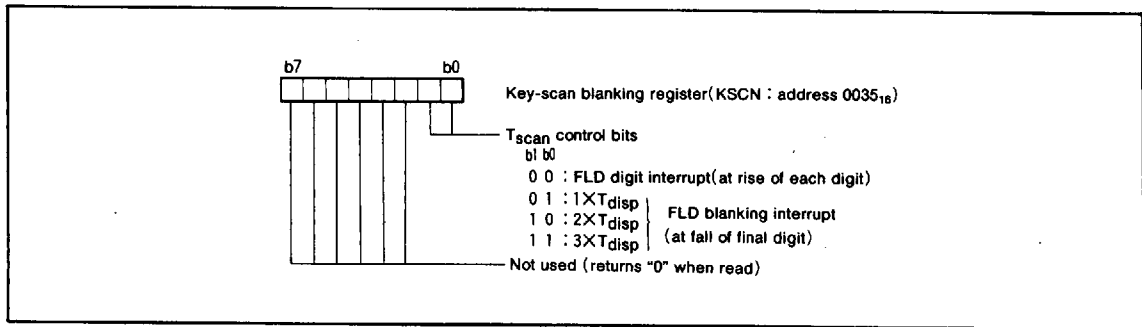 b7 b0
Key-scan blanking register(KSCN : address 0035₁₆)
Tscan control bits
b1 b0
0 0 : FLD digit interrupt(at rise of each digit)
0 1 : 1×Tdisp
1 0 : 2×Tdisp
1 1 : 3×Tdisp
FLD blanking interrupt
(at fall of final digit)
Not used (returns "0" when read)